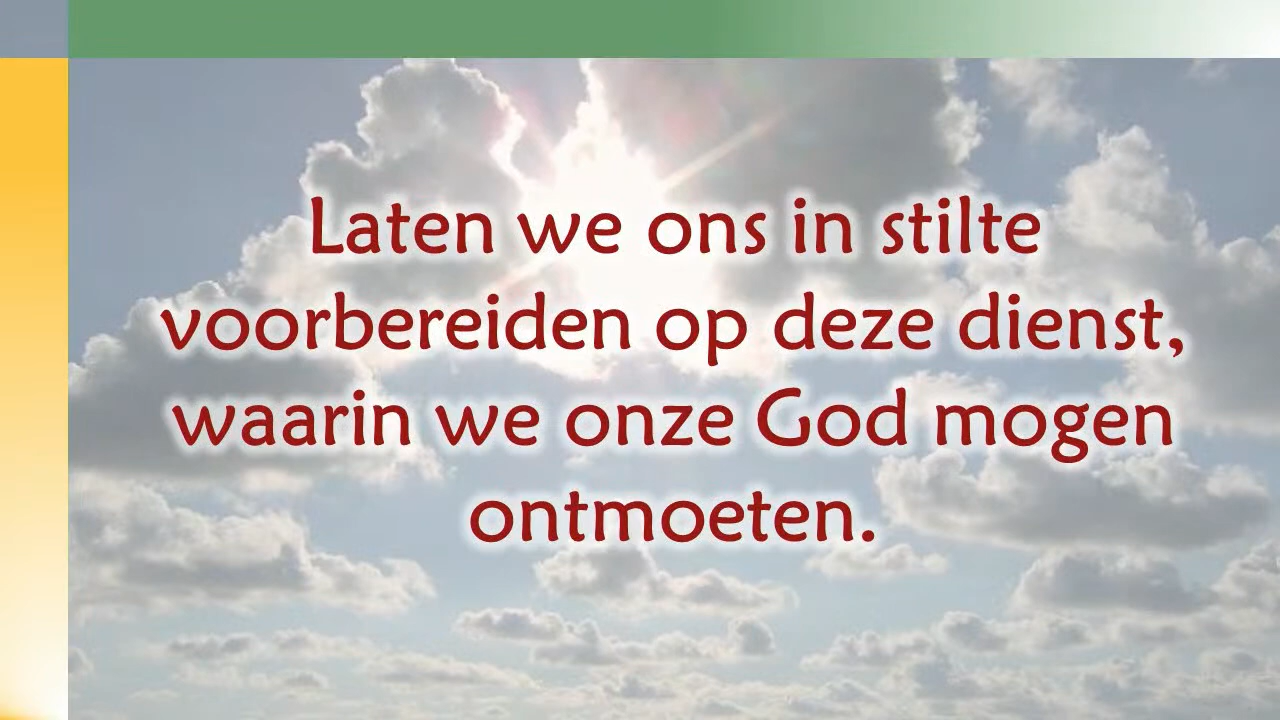 Laten we ons in stilte
voorbereiden op deze dienst,
waarin we onze God mogen
ontmoeten.